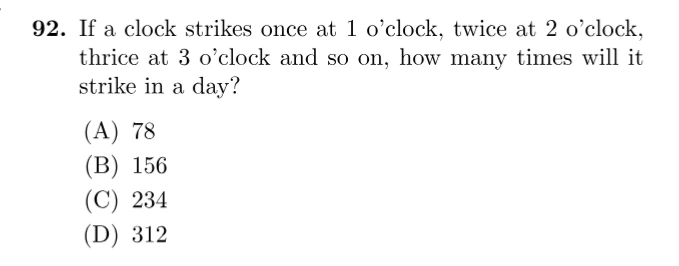 92. If a clock strikes once at 1 o’clock, twice at 2 o’clock,
thrice at 3 o’clock and so on, how many times will it
strike in a day?
(A) 78
(B) 156
(C) 234
(D) 312